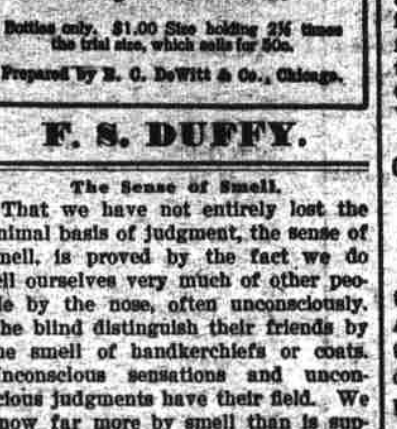 Bottles only. $1.00 Size holding 2½ times
the trial size, which sells for 50c.
Prepared by E. C. DeWitt & Co., Chicago.
F. S. DUFFY.
The Sense of Smell.
That we have not entirely lost the
nimal basis of judgment, the sense of
mell, is proved by the fact we do
ell ourselves very much of other peo-
le by the nose, often unconsciously.
he blind distinguish their friends by
he smell of handkerchiefs or coats.
nconscious sensations and uncon-
cious judgments have their field. We
now far more by smell than is sup-